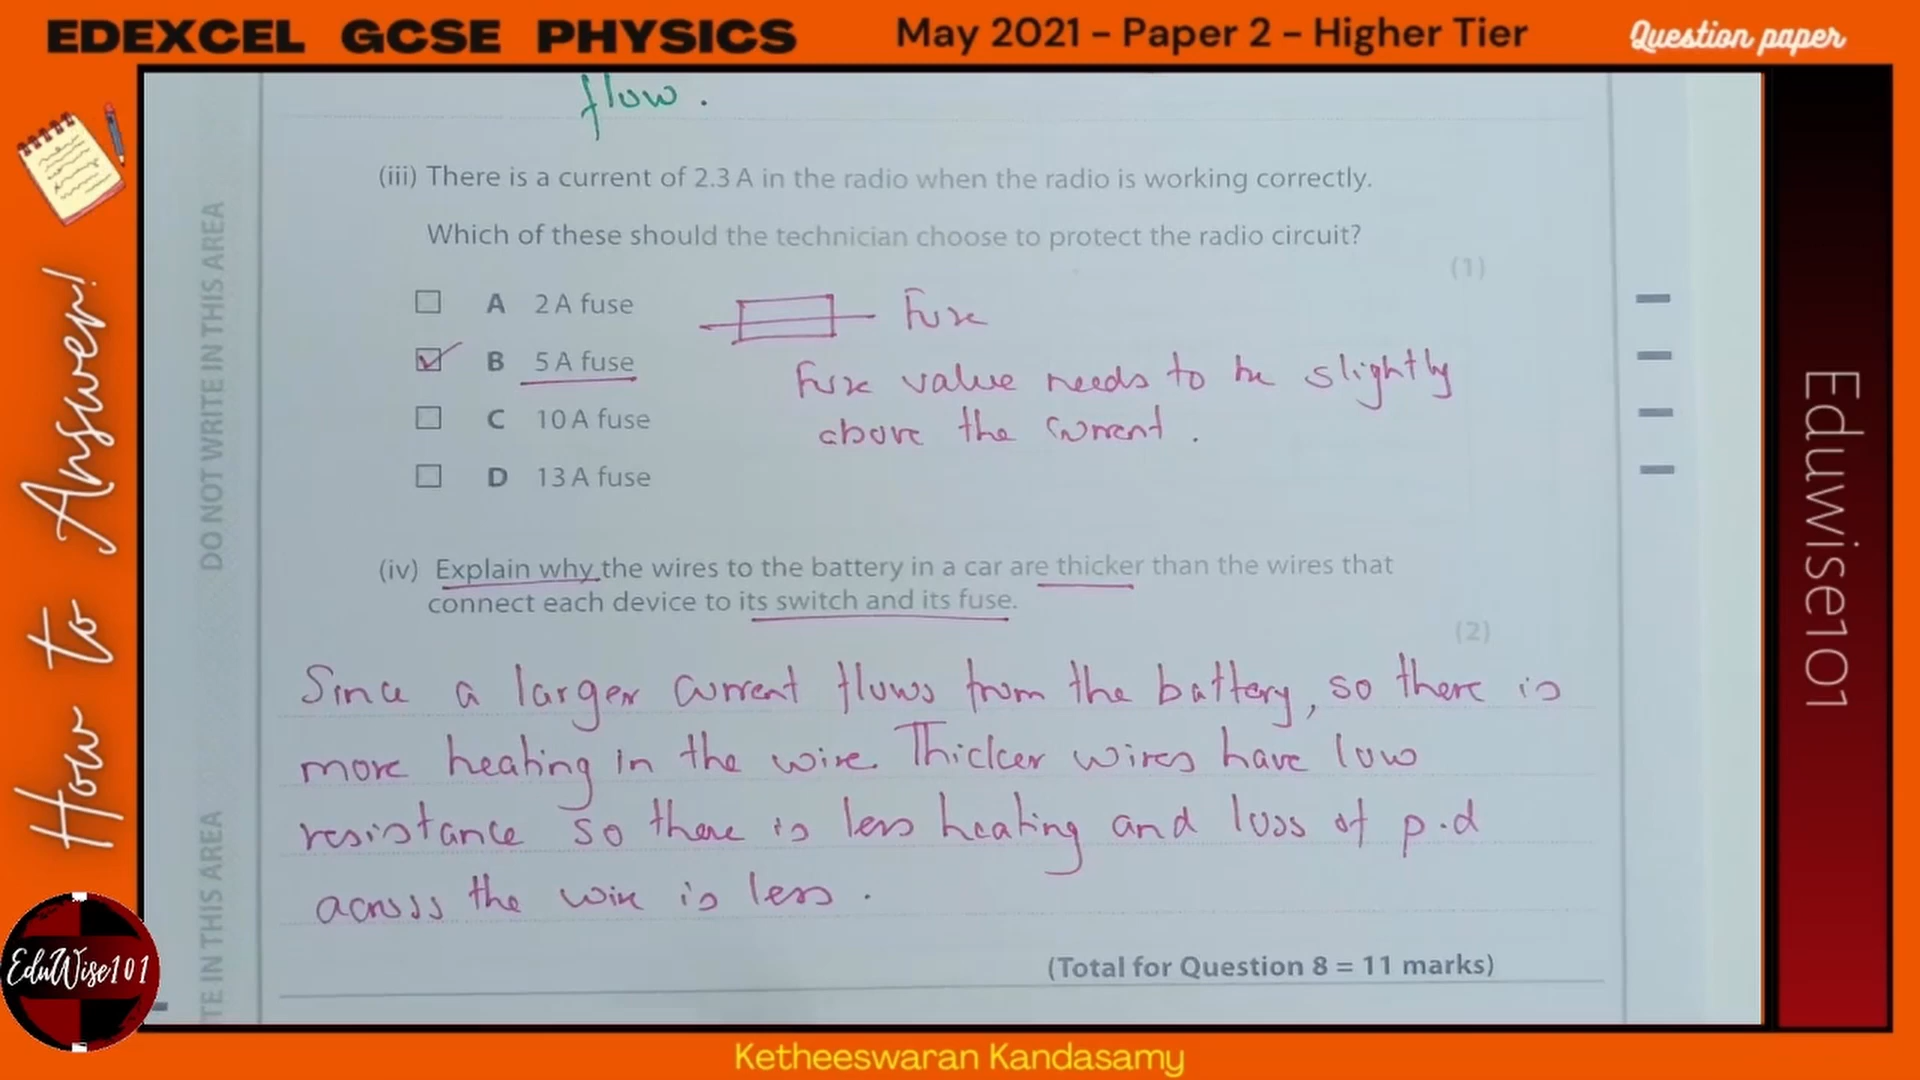 EDEXCEL GCSE PHYSICS
May 2021 - Paper 2 - Higher Tier
Question paper
How to Answer!
Eduwise101
flow.
DO NOT WRITE IN THIS AREA
TE IN THIS AREA
(iii) There is a current of 2.3 A in the radio when the radio is working correctly.
Which of these should the technician choose to protect the radio circuit?
(1)
A 2 A fuse
B 5 A fuse
C 10 A fuse
D 13 A fuse
Fuse
Fuse value needs to be slightly
above the current.
(iv) Explain why the wires to the battery in a car are thicker than the wires that
connect each device to its switch and its fuse.
(2)
Since a larger current flows from the battery, so there is
more heating in the wire. Thicker wires have low
resistance so there is less heating and loss of p.d
across the wire is less.
(Total for Question 8 = 11 marks)
EduWise101
Ketheeswaran Kandasamy